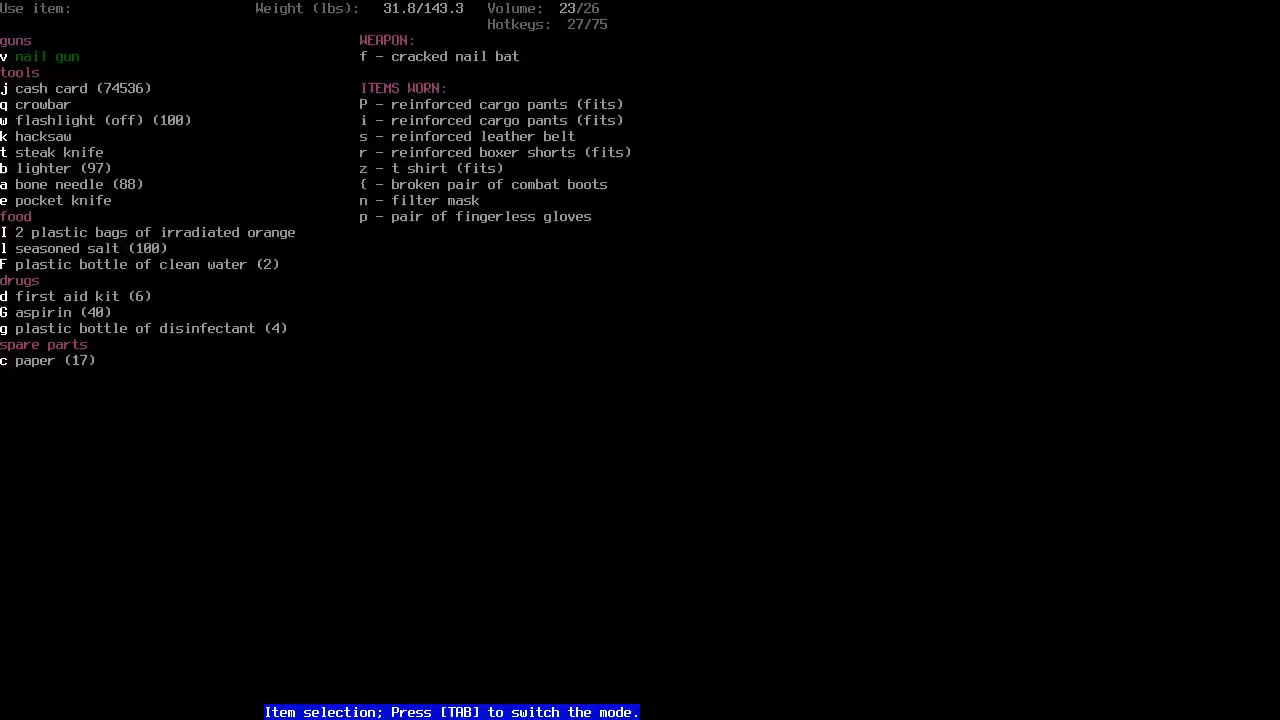 Use item: Weight (lbs): 31.8/143.3 Volume: 23/26
Hotkeys: 27/75
guns
v nail gun
tools
j cash card (74536)
q crowbar
w flashlight (off) (100)
k hacksaw
t steak knife
b lighter (97)
a bone needle (88)
e pocket knife
food
I 2 plastic bags of irradiated orange
l seasoned salt (100)
F plastic bottle of clean water (2)
drugs
d first aid kit (6)
G aspirin (40)
g plastic bottle of disinfectant (4)
spare parts
c paper (17)
WEAPON:
f - cracked nail bat
ITEMS WORN:
P - reinforced cargo pants (fits)
i - reinforced cargo pants (fits)
s - reinforced leather belt
r - reinforced boxer shorts (fits)
z - t shirt (fits)
{ - broken pair of combat boots
n - filter mask
p - pair of fingerless gloves
Item selection; Press [TAB] to switch the mode.